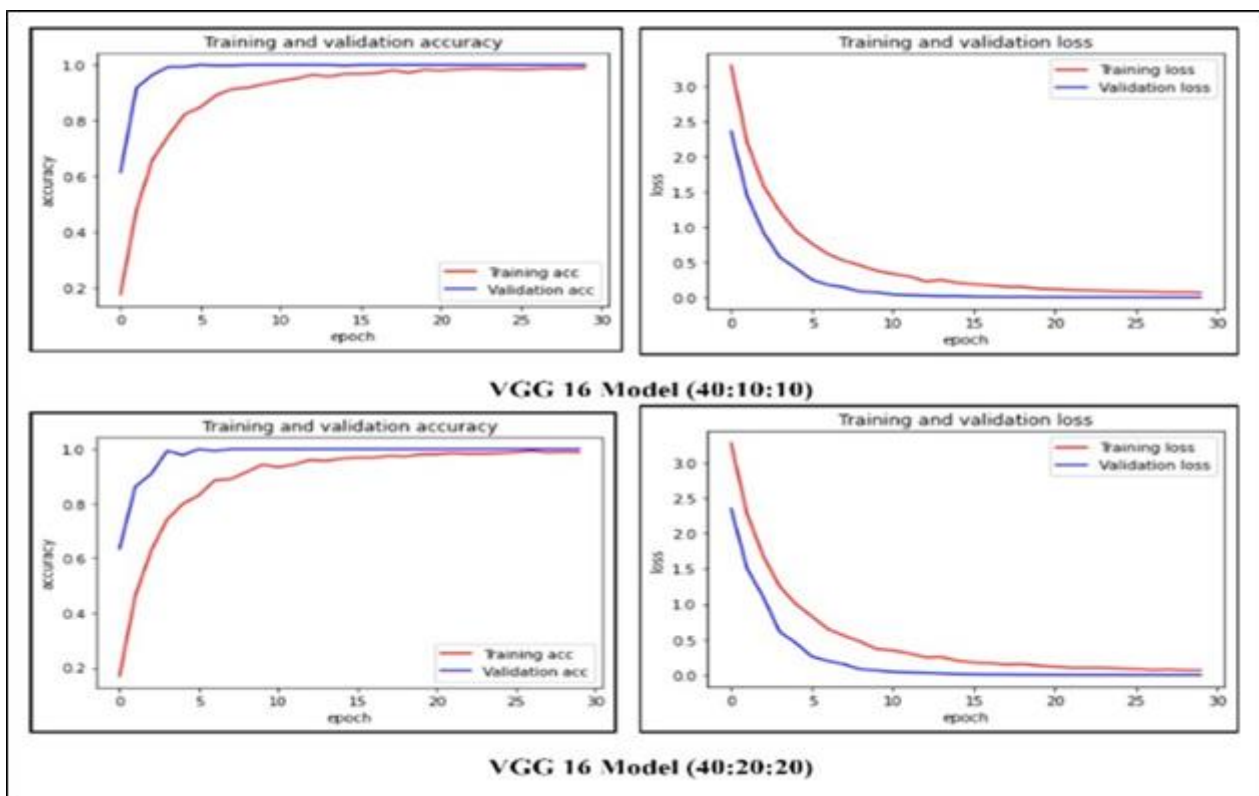 Training and validation accuracy
1.0
0.8
0.6
0.4
0.2
accuracy
Training acc
Validation acc
0 5 10 15 20 25 30
epoch
Training and validation loss
3.0
2.5
2.0
1.5
1.0
0.5
0.0
loss
Training loss
Validation loss
0 5 10 15 20 25 30
epoch
VGG 16 Model (40:10:10)
Training and validation accuracy
1.0
0.8
0.6
0.4
0.2
accuracy
Training acc
Validation acc
0 5 10 15 20 25 30
epoch
Training and validation loss
3.0
2.5
2.0
1.5
1.0
0.5
0.0
loss
Training loss
Validation loss
0 5 10 15 20 25 30
epoch
VGG 16 Model (40:20:20)